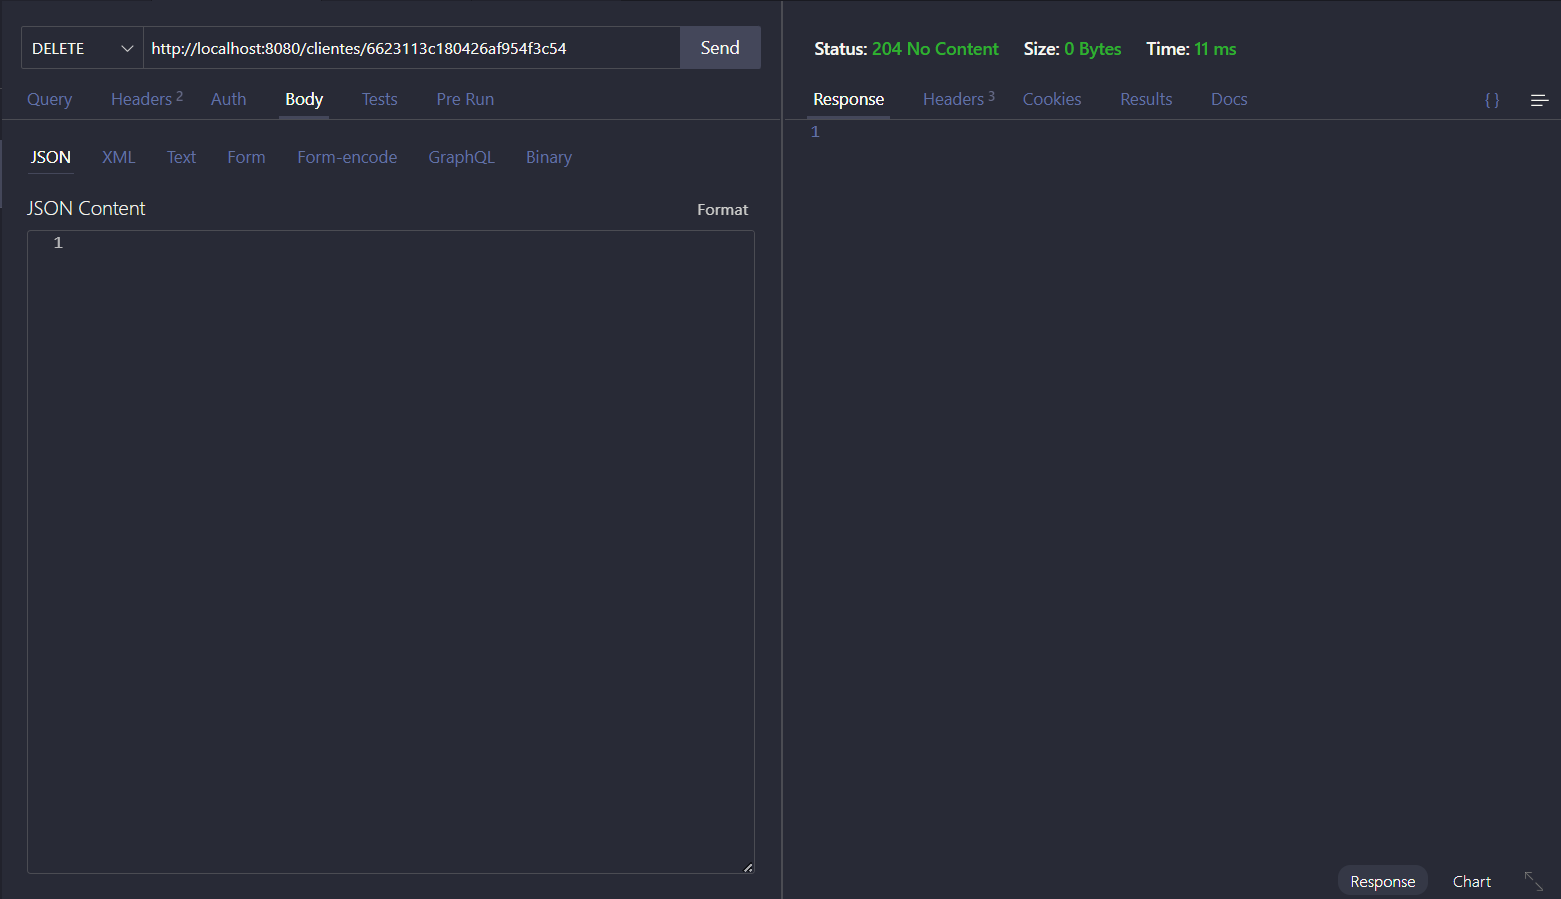 DELETE http://localhost:8080/clientes/6623113c180426af954f3c54 Send
Query Headers 2 Auth Body Tests Pre Run
JSON XML Text Form Form-encode GraphQL Binary
JSON Content Format
1
Status: 204 No Content Size: 0 Bytes Time: 11 ms
Response Headers 3 Cookies Results Docs { }
1
Response Chart